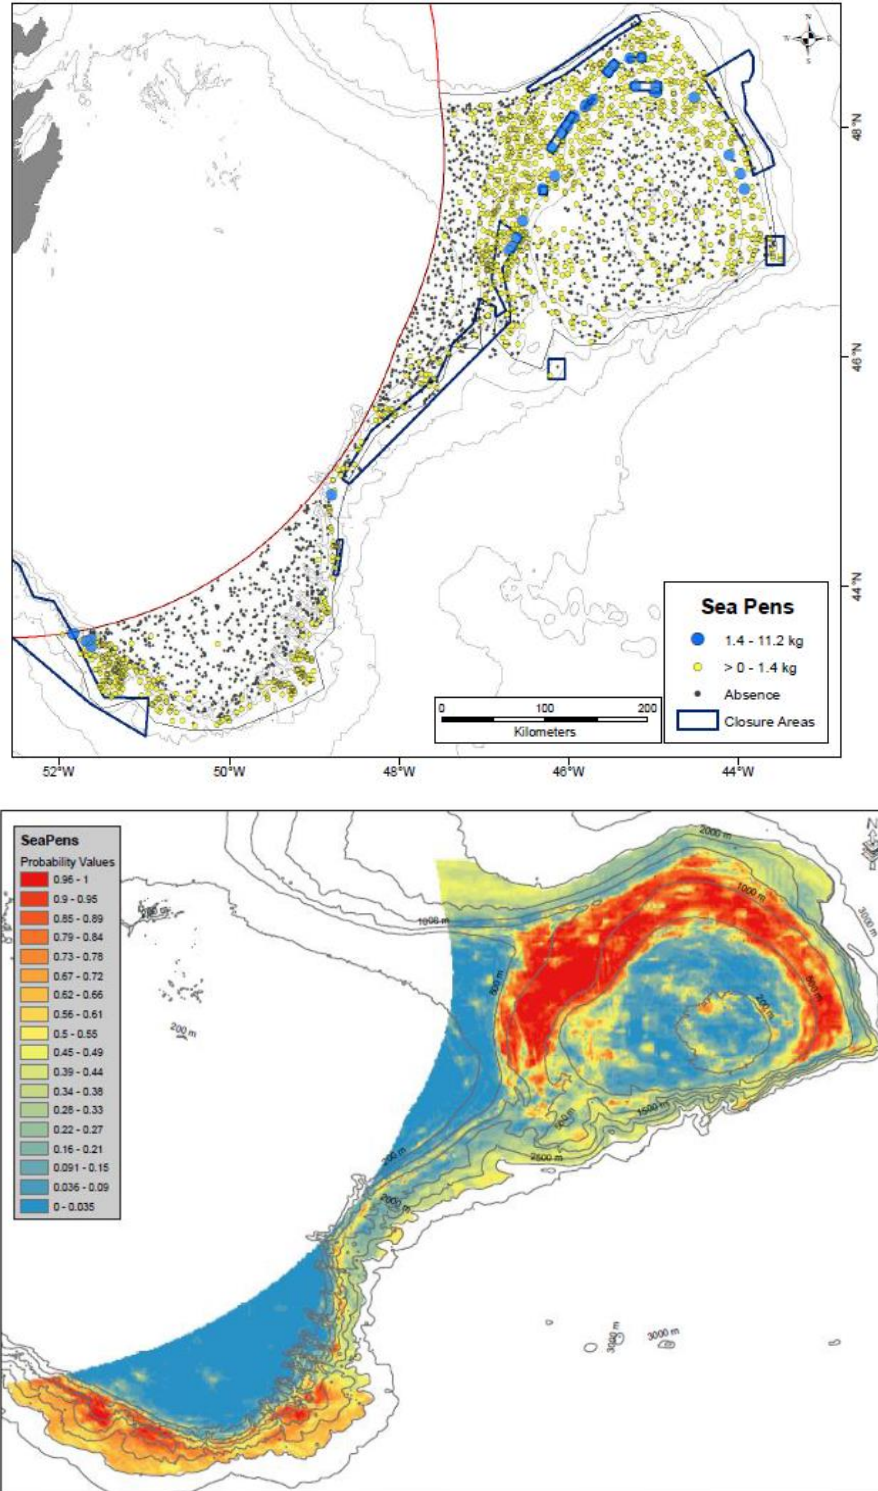 N
W E
S
48°N
46°N
44°N
Sea Pens
1.4 - 11.2 kg
> 0 - 1.4 kg
Absence
Closure Areas
0 100 200
Kilometers
52°W 50°W 48°W 46°W 44°W
SeaPens
Probability Values
0.96 - 1
0.9 - 0.95
0.85 - 0.89
0.79 - 0.84
0.73 - 0.78
0.67 - 0.72
0.62 - 0.66
0.56 - 0.61
0.5 - 0.55
0.45 - 0.49
0.39 - 0.44
0.34 - 0.38
0.28 - 0.33
0.22 - 0.27
0.16 - 0.21
0.091 - 0.15
0.036 - 0.09
0 - 0.035
N
2000 m
1000 m
3000 m
500 m
500 m
200 m
200 m
1500 m
200 m
2500 m
2000 m
3000 m
3000 m